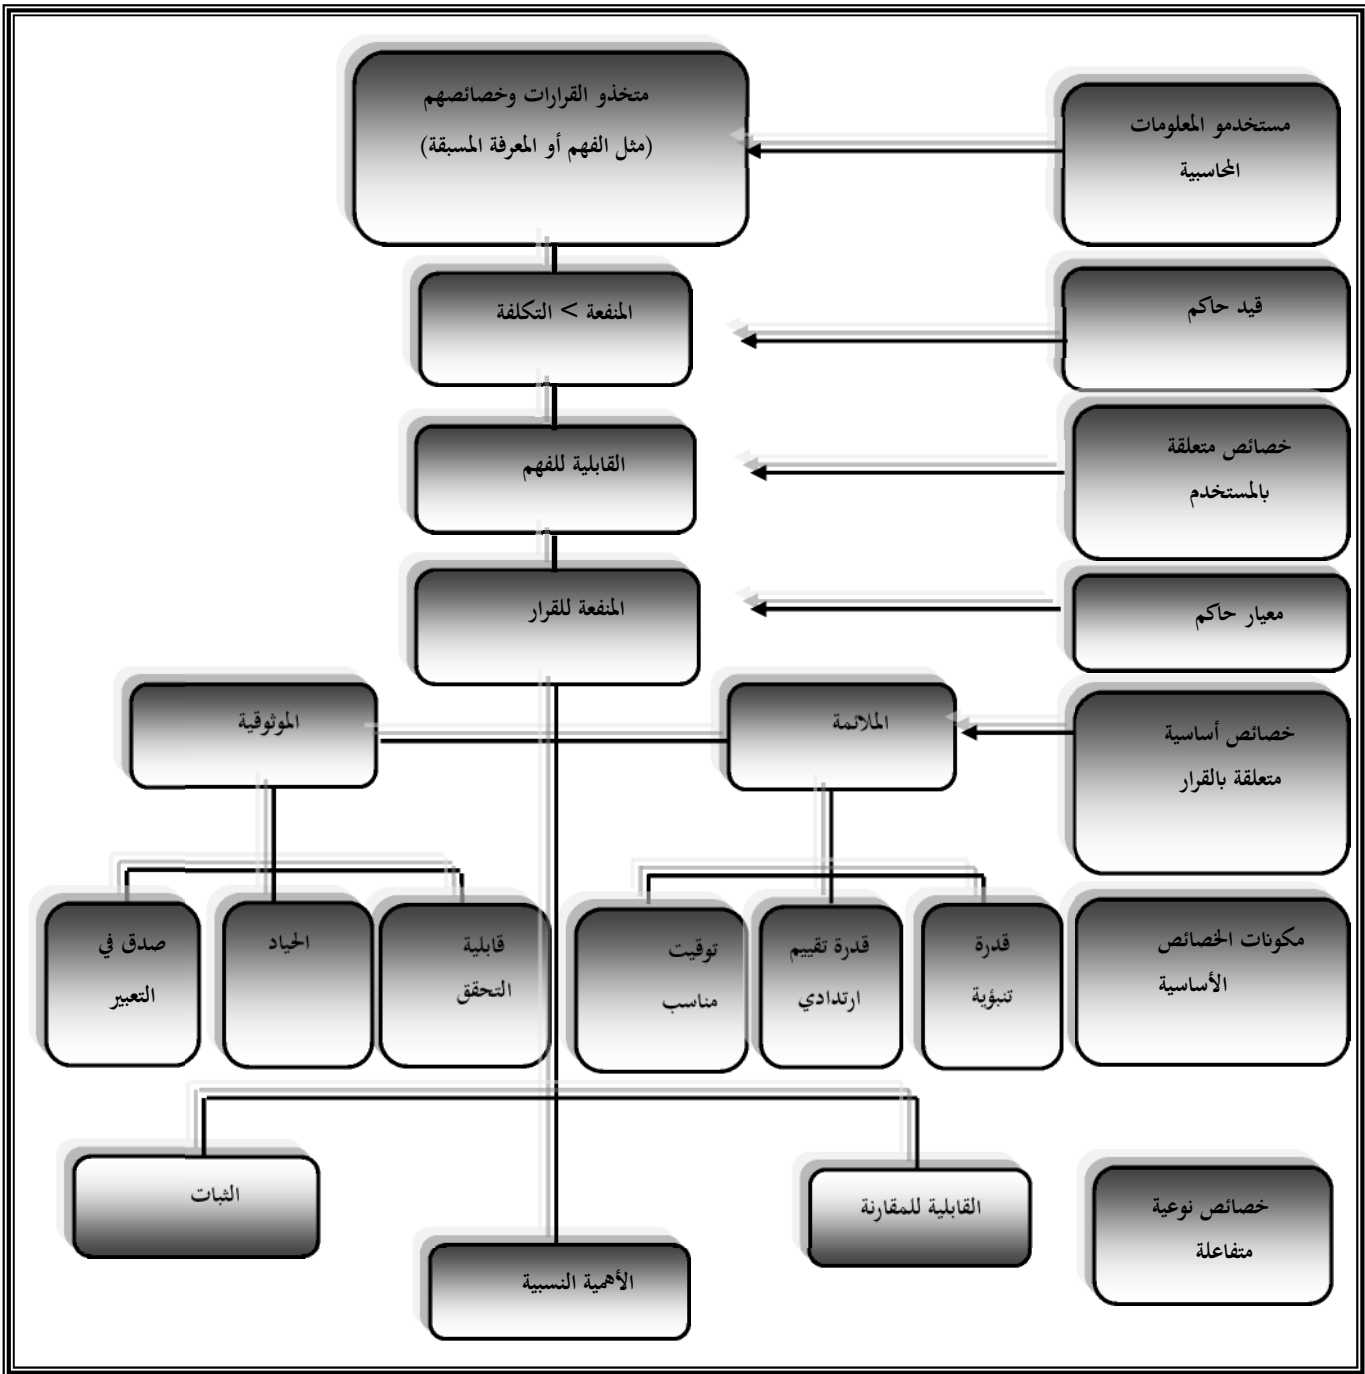 مستخدمو المعلومات
المحاسبية
متخذو القرارات وخصائصهم
(مثل الفهم أو المعرفة المسبقة)
قيد حاكم
المنفعة > التكلفة
خصائص متعلقة
بالمستخدم
القابلية للفهم
معيار حاكم
المنفعة للقرار
خصائص أساسية
متعلقة بالقرار
الملائمة
الموثوقية
مكونات الخصائص
الأساسية
قدرة
تنبؤية
قدرة تقييم
ارتدادي
توقيت
مناسب
قابلية
التحقق
الحياد
صدق في
التعبير
خصائص نوعية
متفاعلة
القابلية للمقارنة
الثبات
الأهمية النسبية